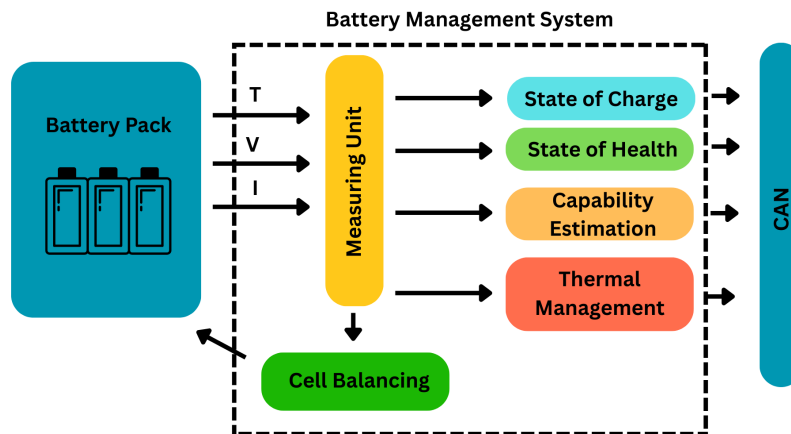 Battery Management System
Battery Pack
T
V
I
Measuring Unit
State of Charge
State of Health
Capability
Estimation
Thermal
Management
Cell Balancing
CAN